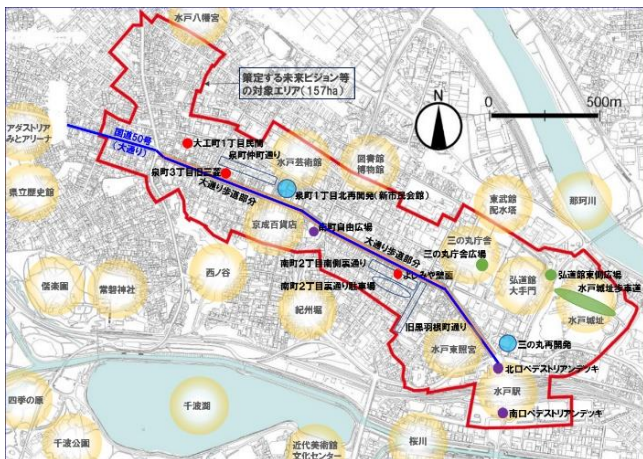 水戸八幡宮
策定する未来ビジョン等
の対象エリア(157ha)
N
0
500m
アダストリア
みとアリーナ
国道50号
(大通り)
大工町1丁目民間
泉町仲町通り
水戸芸術館
図書館
博物館
県立歴史館
泉町3丁目旧三菱
大通り歩道部分
泉町1丁目北再開発(新市民会館)
東武館
配水塔
那珂川
京成百貨店
南町自由広場
大通り歩道部分
三の丸庁舎
三の丸庁舎広場
偕楽園
常磐神社
西ノ谷
南町2丁目南側裏通り
よしみや壁面
弘道館
大手門
弘道館東側広場
水戸城址歩車道
南町2丁目裏通り駐車場
紀州堀
水戸城址
旧黒羽根町通り
水戸東照宮
三の丸再開発
北口ペデストリアンデッキ
水戸駅
四季の原
千波湖
南口ペデストリアンデッキ
千波公園
近代美術館
文化センター
桜川